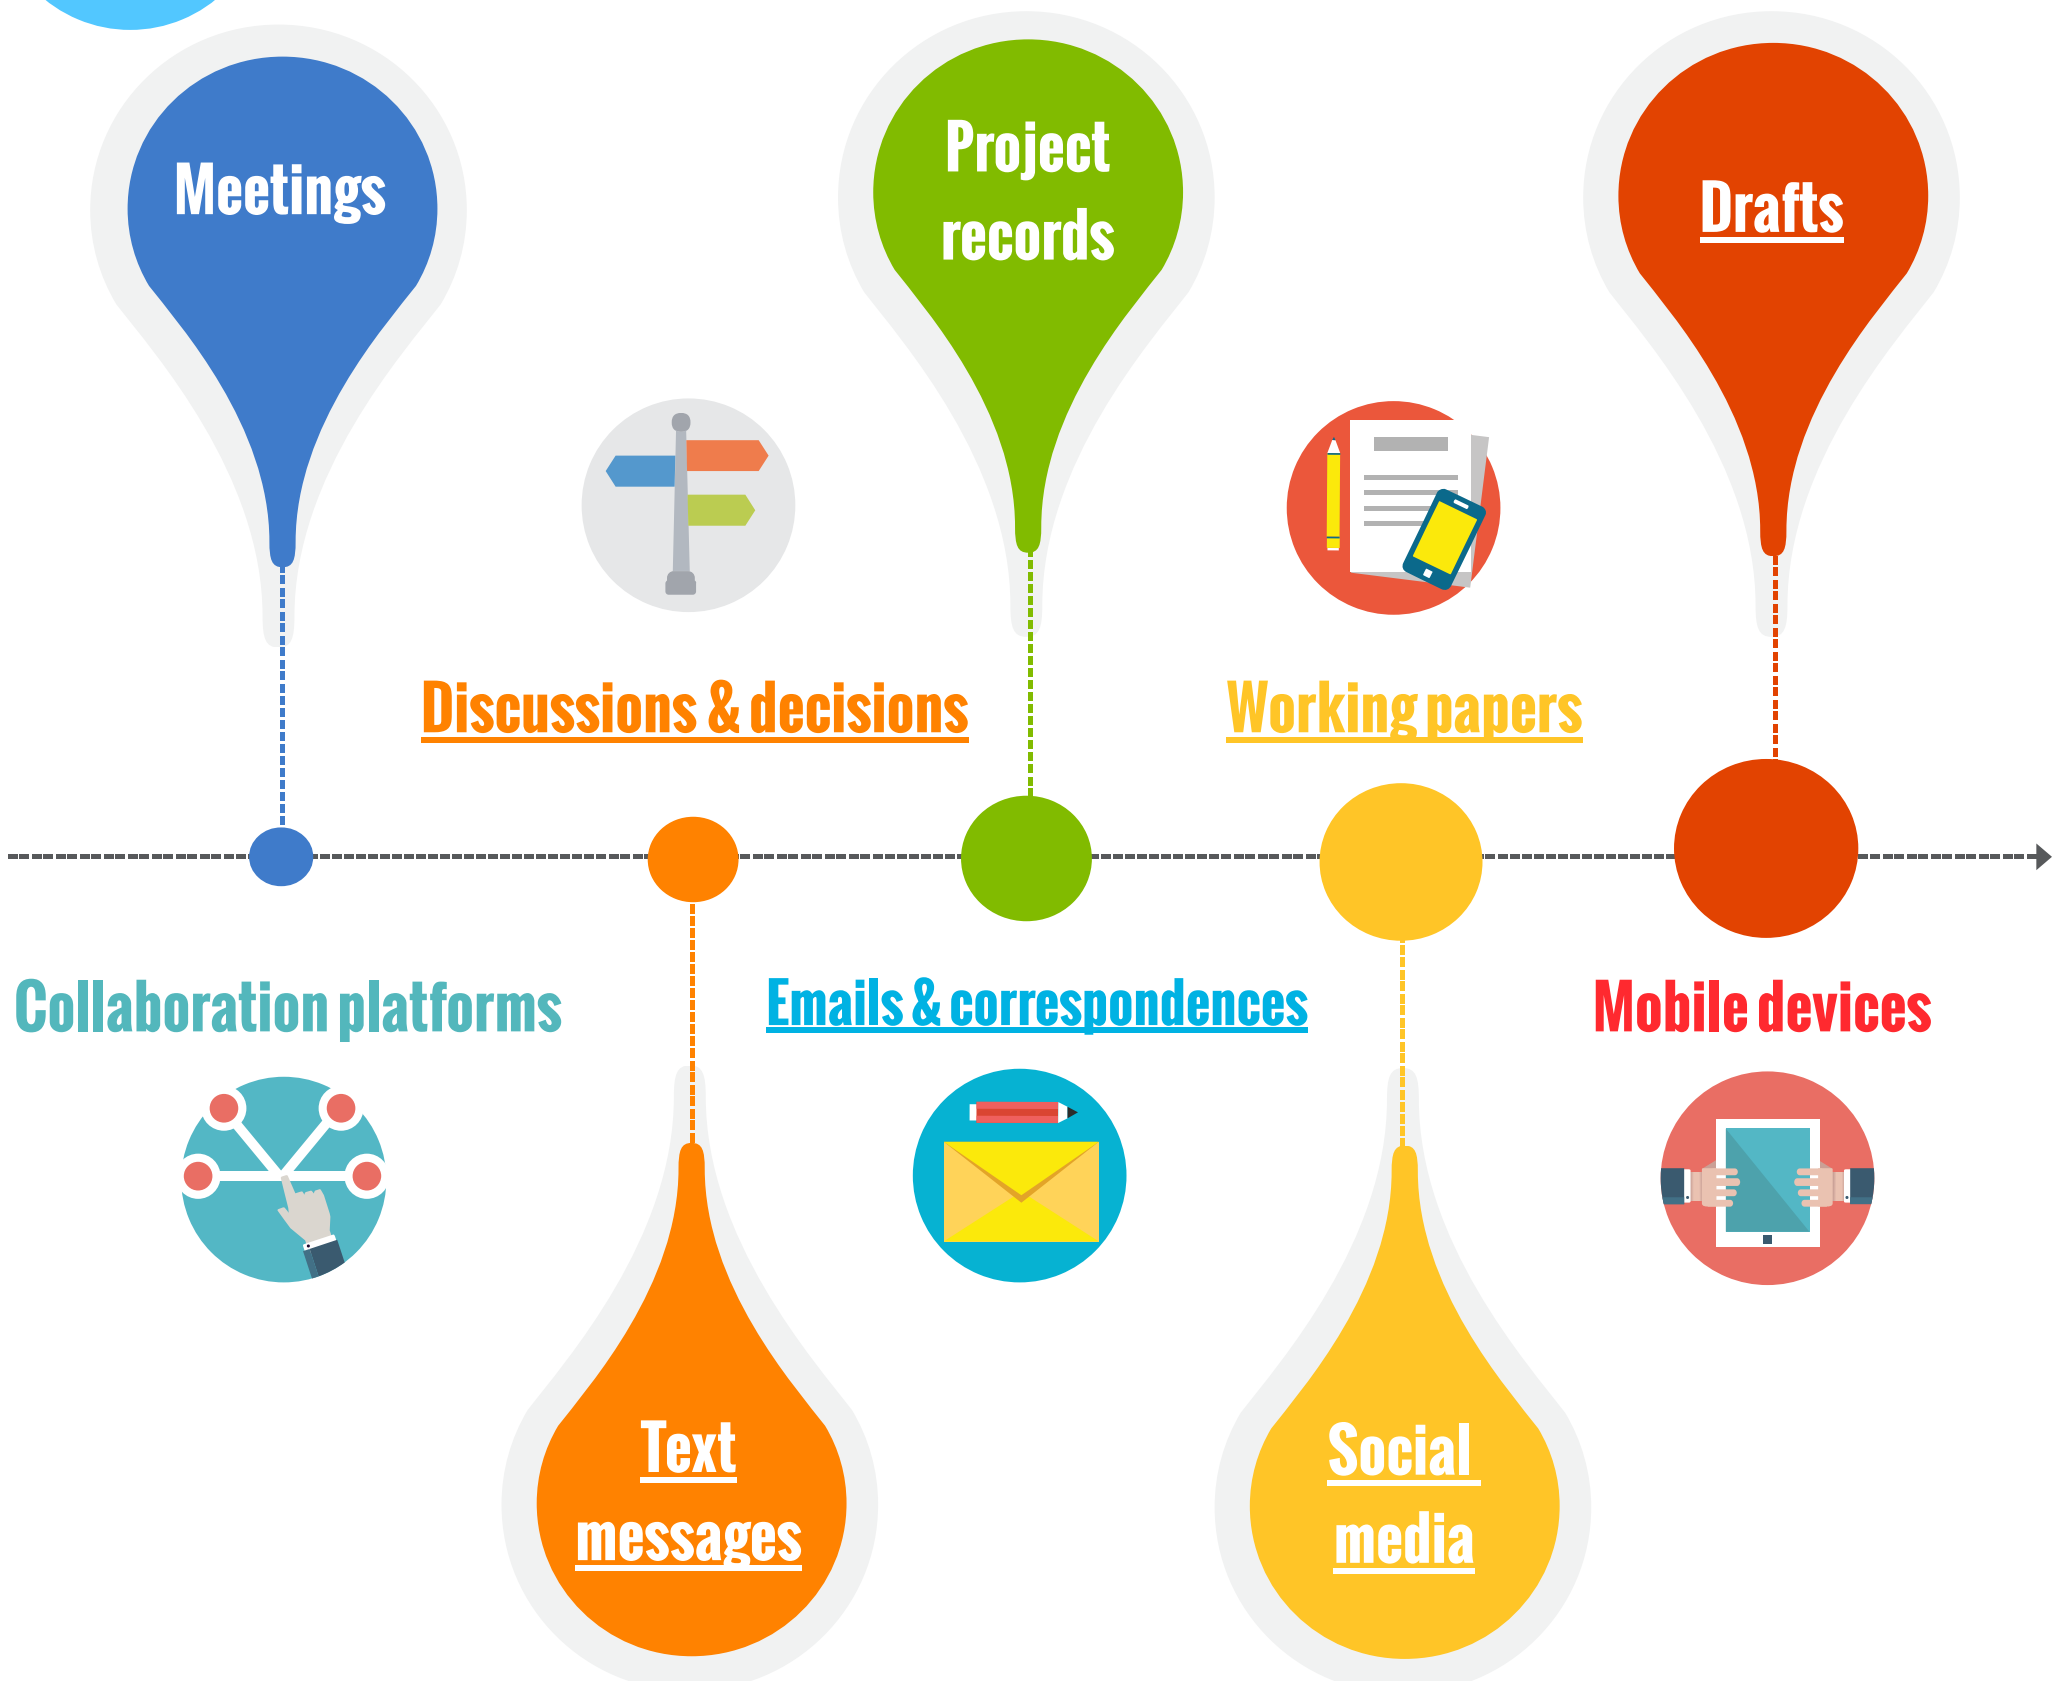 Meetings
Project
records
Drafts
Discussions & decisions
Working papers
Collaboration platforms
Emails & correspondences
Mobile devices
Text
messages
Social
media